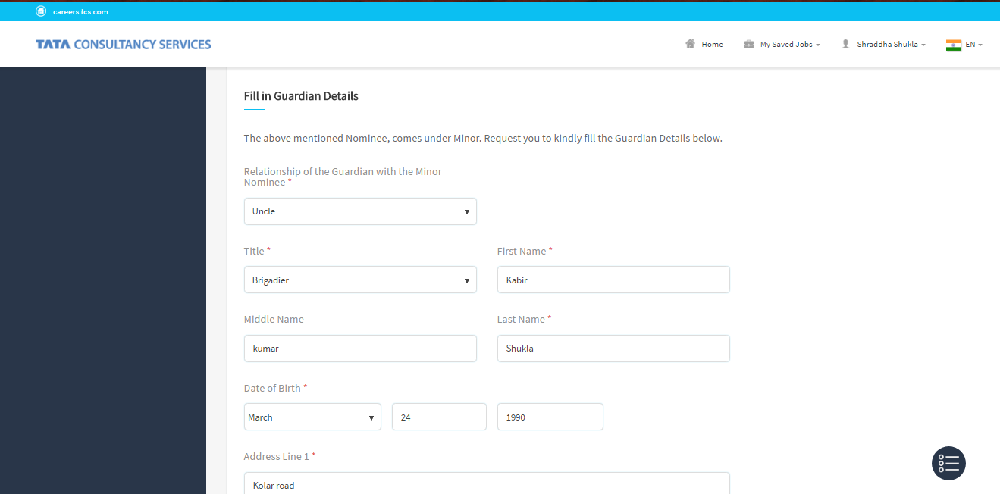 careers.tcs.com
TATA CONSULTANCY SERVICES
Home
My Saved Jobs
Shraddha Shukla
EN
Fill in Guardian Details
The above mentioned Nominee, comes under Minor. Request you to kindly fill the Guardian Details below.
Relationship of the Guardian with the Minor
Nominee *
Uncle
Title *
First Name *
Brigadier
Kabir
Middle Name
Last Name *
kumar
Shukla
Date of Birth *
March
24
1990
Address Line 1 *
Kolar road